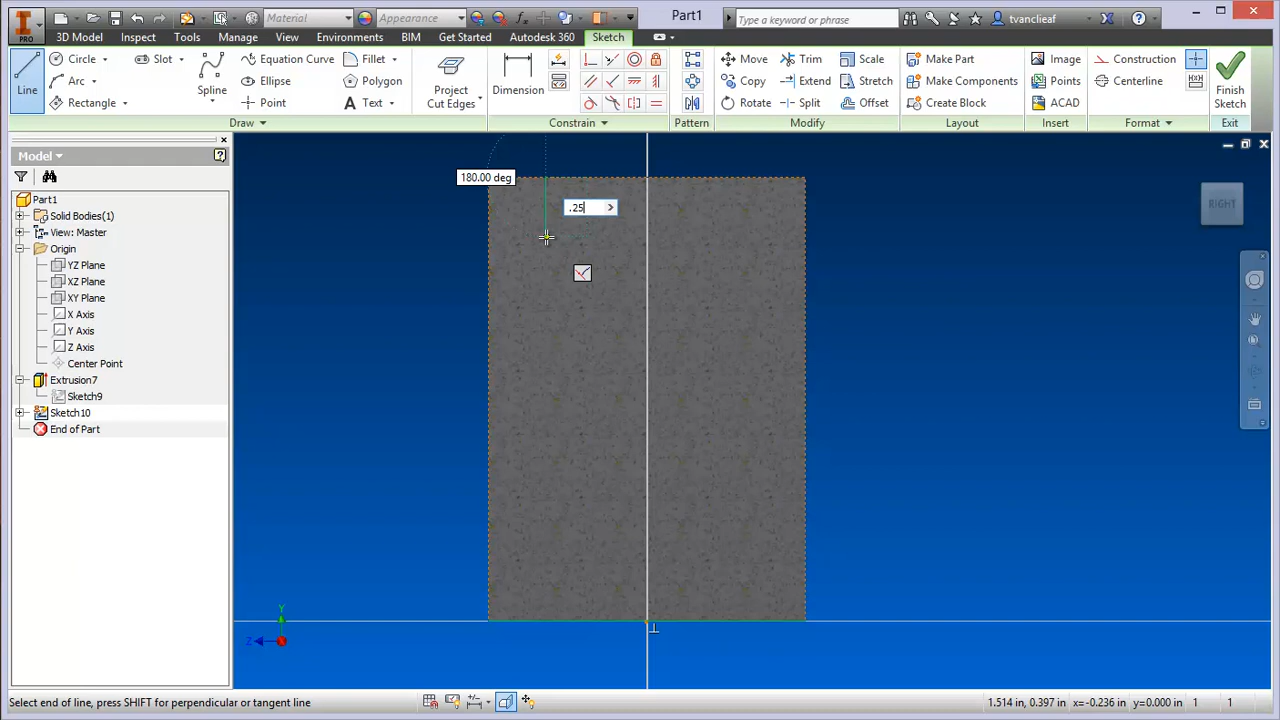 Material
Appearance
Part1
Type a keyword or phrase
tvanclieaf
PRO
3D Model
Inspect
Tools
Manage
View
Environments
BIM
Get Started
Autodesk 360
Sketch
Line
Circle
Arc
Rectangle
Slot
Spline
Equation Curve
Ellipse
Point
Fillet
Polygon
Text
Project
Cut Edges
Dimension
Move
Copy
Rotate
Trim
Extend
Split
Scale
Stretch
Offset
Make Part
Make Components
Create Block
Image
Points
ACAD
Construction
Centerline
Finish
Sketch
Draw
Constrain
Pattern
Modify
Layout
Insert
Format
Exit
Model
Part1
Solid Bodies(1)
View: Master
Origin
YZ Plane
XZ Plane
XY Plane
X Axis
Y Axis
Z Axis
Center Point
Extrusion7
Sketch9
Sketch10
End of Part
180.00 deg
.25
RIGHT
Y
Z
Select end of line, press SHIFT for perpendicular or tangent line
1.514 in, 0.397 in
x=-0.236 in
y=0.000 in
1
1